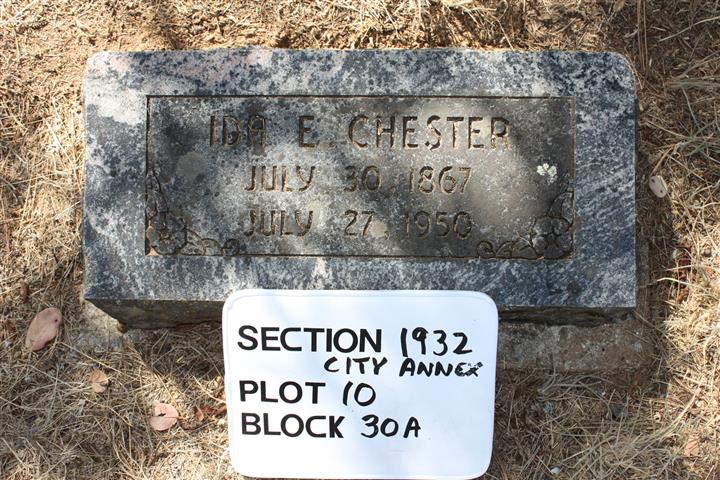 IDA E. CHESTER
JULY 30, 1867
JULY 27, 1950
SECTION 1932
CITY ANNEX
PLOT 10
BLOCK 30A